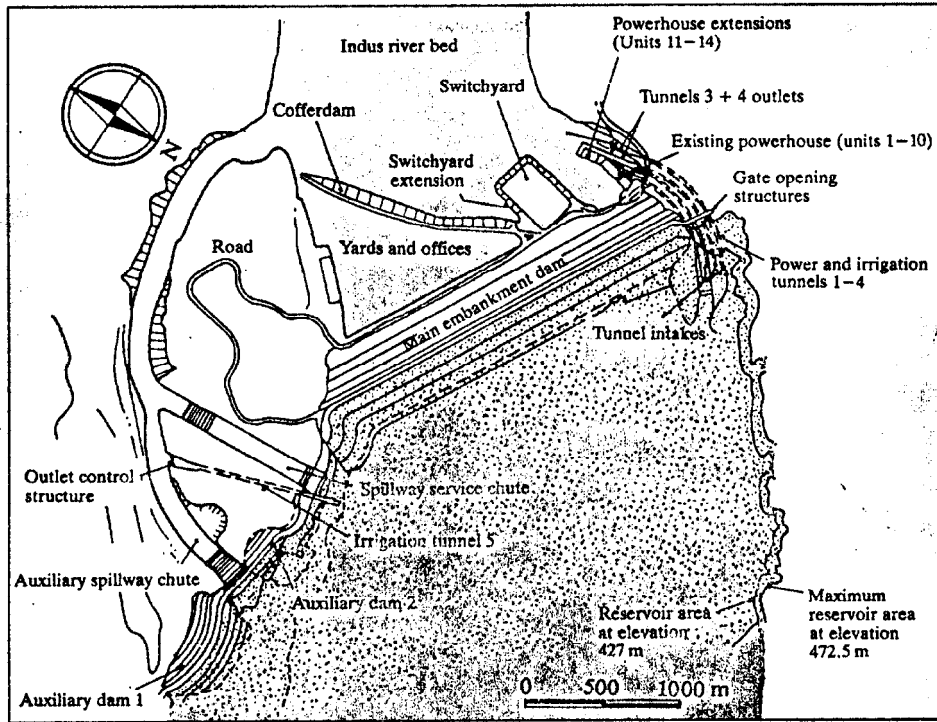 Powerhouse extensions
(Units 11–14)
Indus river bed
Switchyard
Tunnels 3 + 4 outlets
Cofferdam
Existing powerhouse (units 1–10)
N
Switchyard
extension
Gate opening
structures
Road
Yards and offices
Power and irrigation
tunnels 1–4
Main embankment dam
Tunnel intakes
Outlet control
structure
Spillway service chute
Irrigation tunnel 5
Auxiliary spillway chute
Auxiliary dam 2
Reservoir area
at elevation
427 m
Maximum
reservoir area
at elevation
472.5 m
Auxiliary dam 1
0 500 1000 m